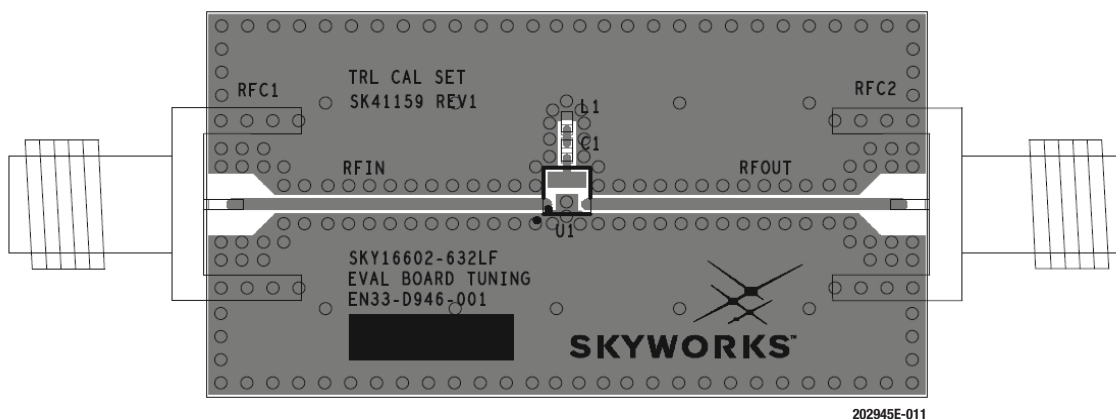 TRL CAL SET
SK41159 REV1
RFC1
RFC2
L1
C1
RFIN
RFOUT
U1
SKY16602-632LF
EVAL BOARD TUNING
EN33-D946-001
SKYWORKS™
202945E-011